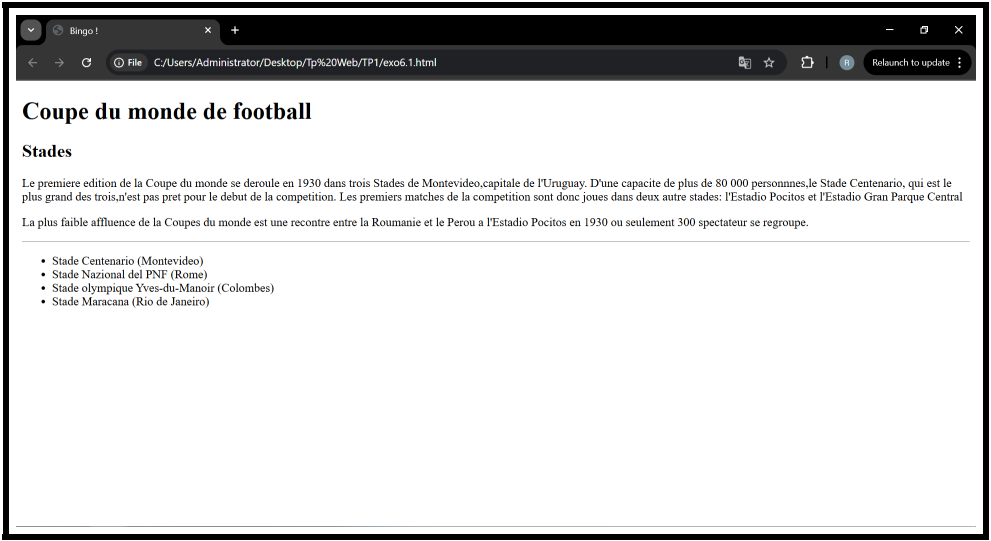 Bingo !
File
C:/Users/Administrator/Desktop/Tp%20Web/TP1/exo6.1.html
R
Relaunch to update
Coupe du monde de football
Stades
Le premiere edition de la Coupe du monde se deroule en 1930 dans trois Stades de Montevideo,capitale de l'Uruguay. D'une capacite de plus de 80 000 personnnes,le Stade Centenario, qui est le
plus grand des trois,n'est pas pret pour le debut de la competition. Les premiers matches de la competition sont donc joues dans deux autre stades: l'Estadio Pocitos et l'Estadio Gran Parque Central
La plus faible affluence de la Coupes du monde est une recontre entre la Roumanie et le Perou a l'Estadio Pocitos en 1930 ou seulement 300 spectateur se regroupe.
• Stade Centenario (Montevideo)
• Stade Nazional del PNF (Rome)
• Stade olympique Yves-du-Manoir (Colombes)
• Stade Maracana (Rio de Janeiro)